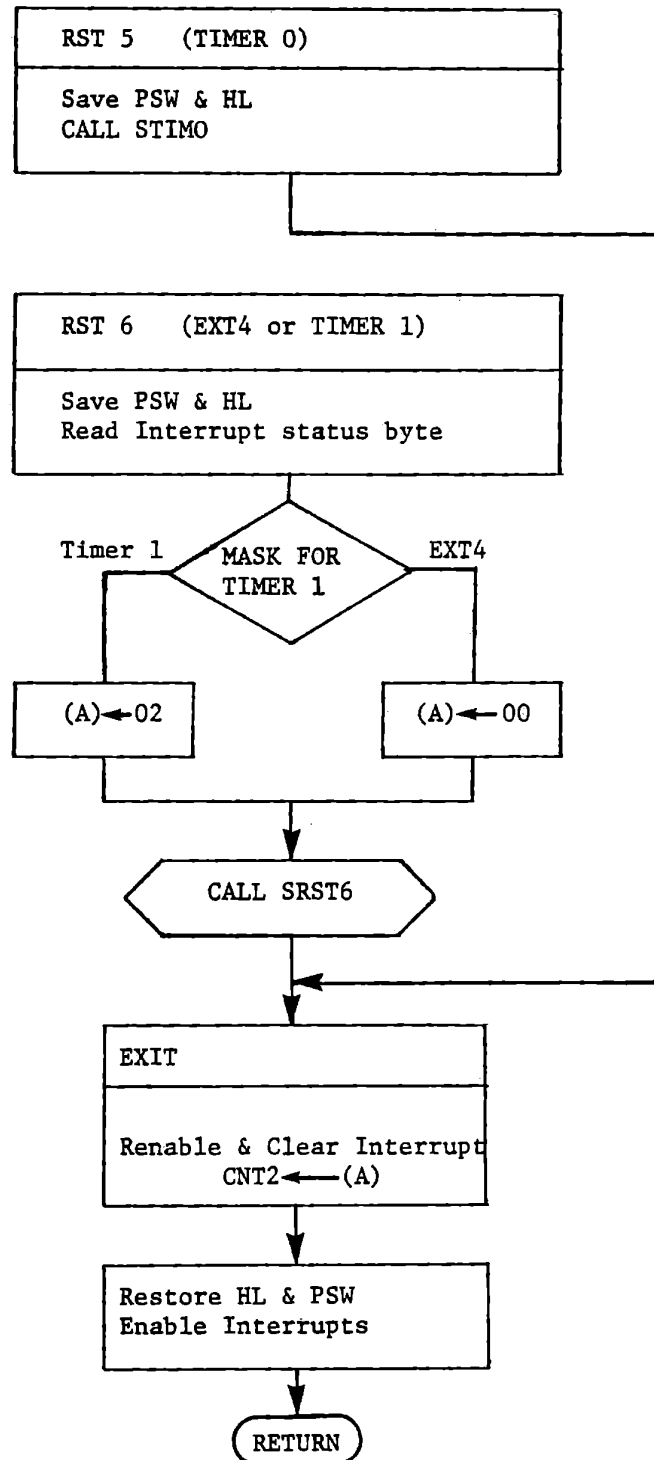 RST 5 (TIMER 0)
Save PSW & HL
CALL STIMO
RST 6 (EXT4 or TIMER 1)
Save PSW & HL
Read Interrupt status byte
Timer 1
MASK FOR
TIMER 1
EXT4
(A)←02
(A)←00
CALL SRST6
EXIT
Renable & Clear Interrupt
CNT2←(A)
Restore HL & PSW
Enable Interrupts
RETURN